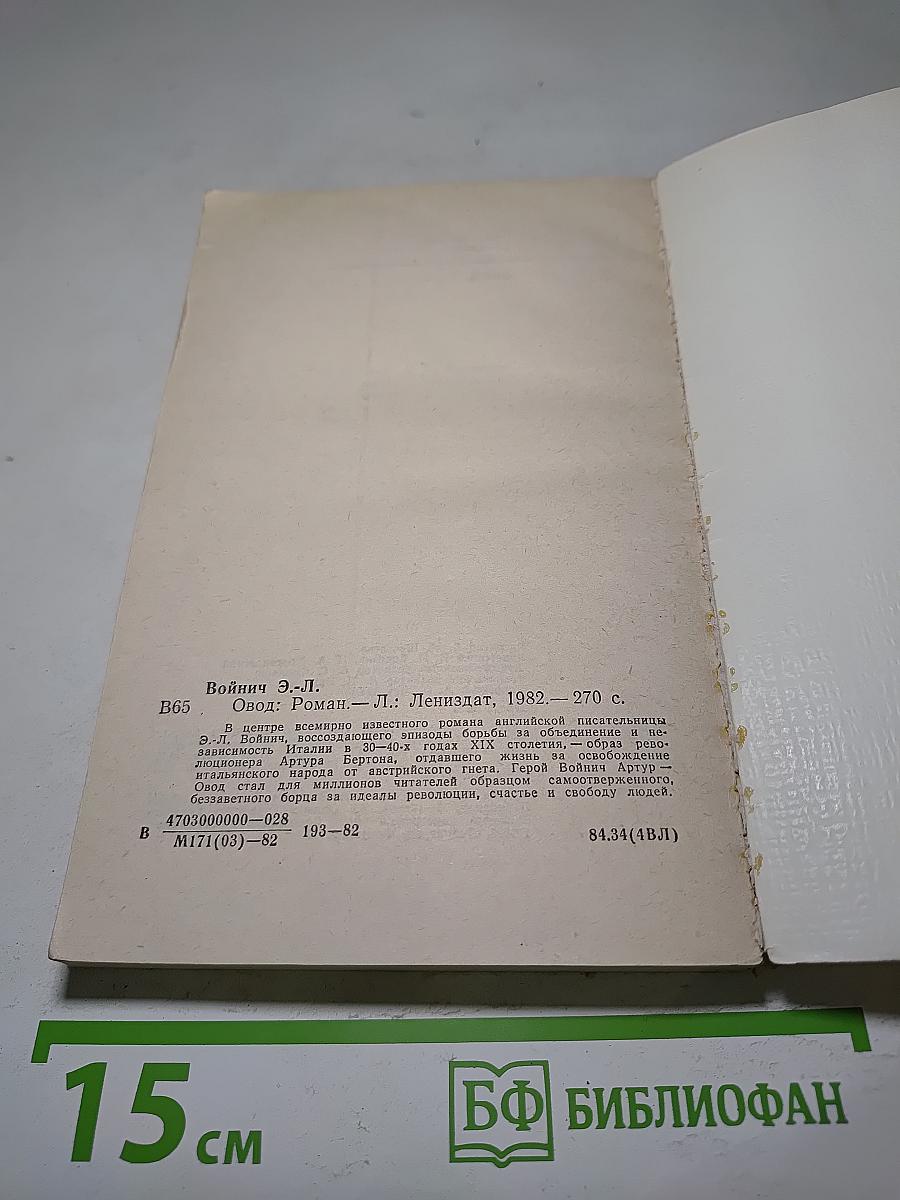 Войнич Э.-Л.
В65 Овод: Роман.— Л.: Лениздат, 1982.— 270 с.
В центре всемирно известного романа английской писательницы
Э.-Л. Войнич, воссоздающего эпизоды борьбы за объединение и не-
зависимость Италии в 30—40-х годах XIX столетия, — образ рево-
люционера Артура Бертона, отдавшего жизнь за освобождение
итальянского народа от австрийского гнета. Герой Войнич Артур —
Овод стал для миллионов читателей образцом самоотверженного,
беззаветного борца за идеалы революции, счастье и свободу людей.
В 4703000000—028
М171(03)—82 193—82 84.34(4ВЛ)
15 см
БФ БИБЛИОФАН